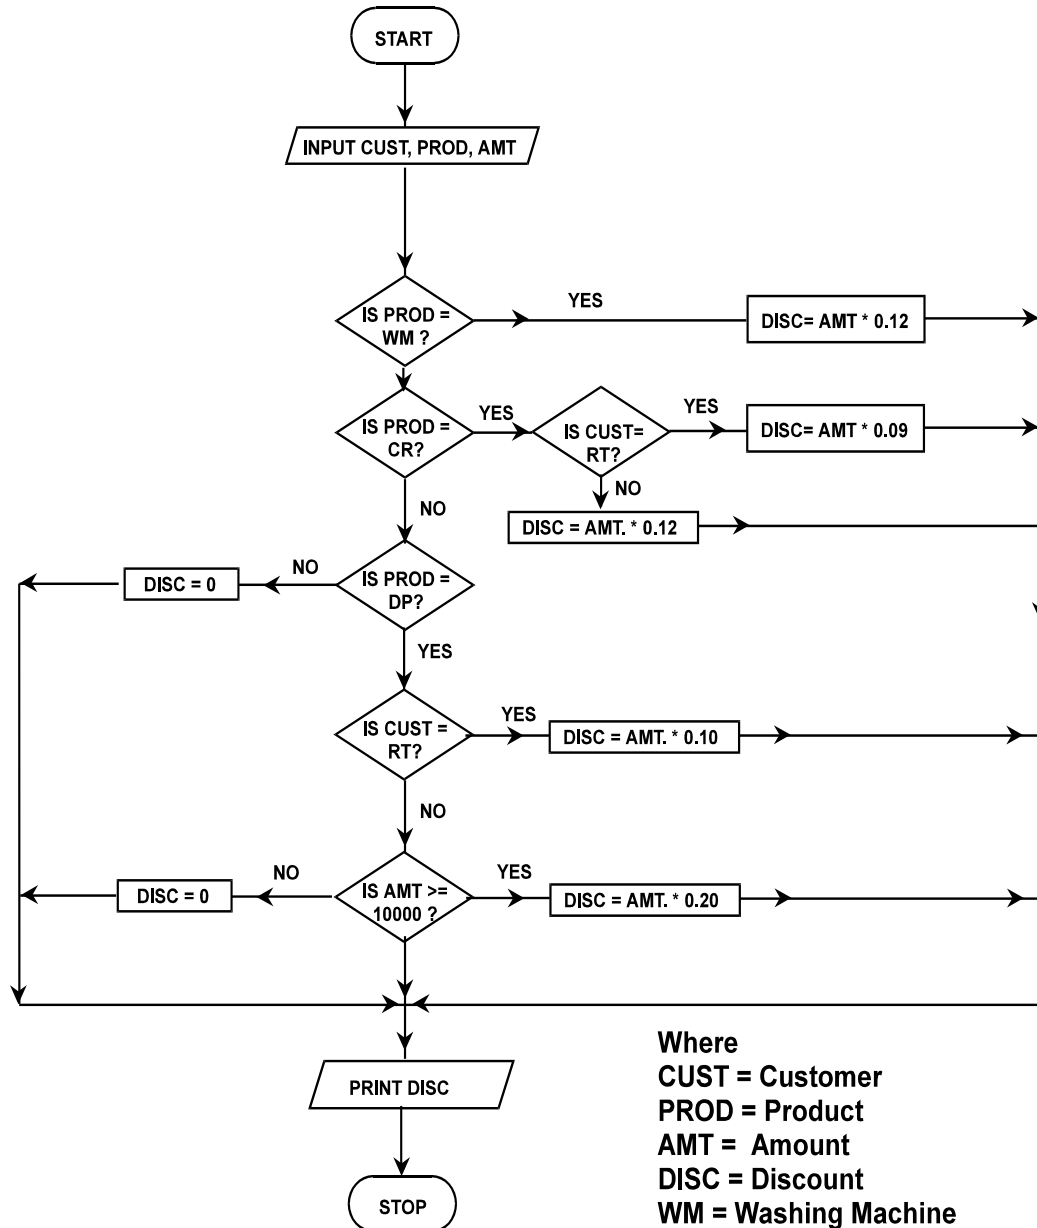 START
INPUT CUST, PROD, AMT
IS PROD =
WM ?
YES
DISC= AMT * 0.12
IS PROD =
CR?
YES
IS CUST=
RT?
YES
DISC= AMT * 0.09
NO
NO
DISC = AMT. * 0.12
IS PROD =
DP?
NO
DISC = 0
YES
IS CUST =
RT?
YES
DISC = AMT. * 0.10
NO
IS AMT >=
10000 ?
NO
DISC = 0
YES
DISC = AMT. * 0.20
PRINT DISC
STOP
Where
CUST = Customer
PROD = Product
AMT = Amount
DISC = Discount
WM = Washing Machine